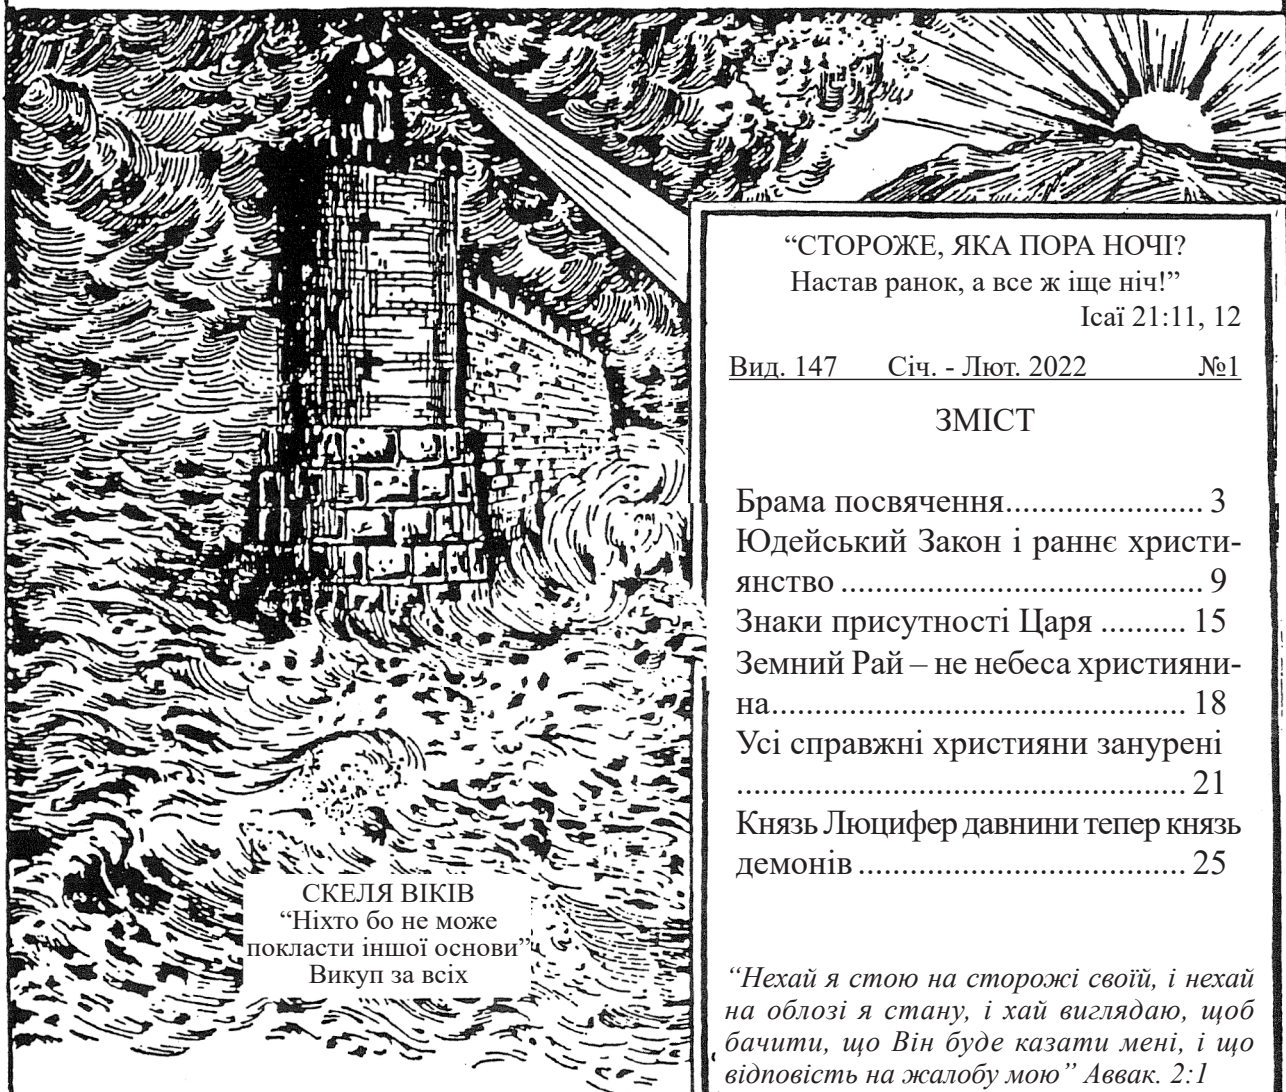 “СТОРОЖЕ, ЯКА ПОРА НОЧІ?
Настав ранок, а все ж іще ніч!”
Ісаї 21:11, 12
Вид. 147 Січ. - Лют. 2022 №1
ЗМІСТ
Брама посвячення...................... 3
Юдейський Закон і раннє христи-
янство ........................................ 9
Знаки присутності Царя .......... 15
Земний Рай – не небеса християни-
на.............................................. 18
Усі справжні християни занурені
.................................................. 21
Князь Люцифер давнини тепер князь
демонів .................................... 25
СКЕЛЯ ВІКІВ
“Ніхто бо не може
покласти іншої основи”
Викуп за всіх
“Нехай я стою на сторожі своїй, і нехай
на облозі я стану, і хай виглядаю, щоб
бачити, що Він буде казати мені, і що
відповість на жалобу мою” Аввак. 2:1